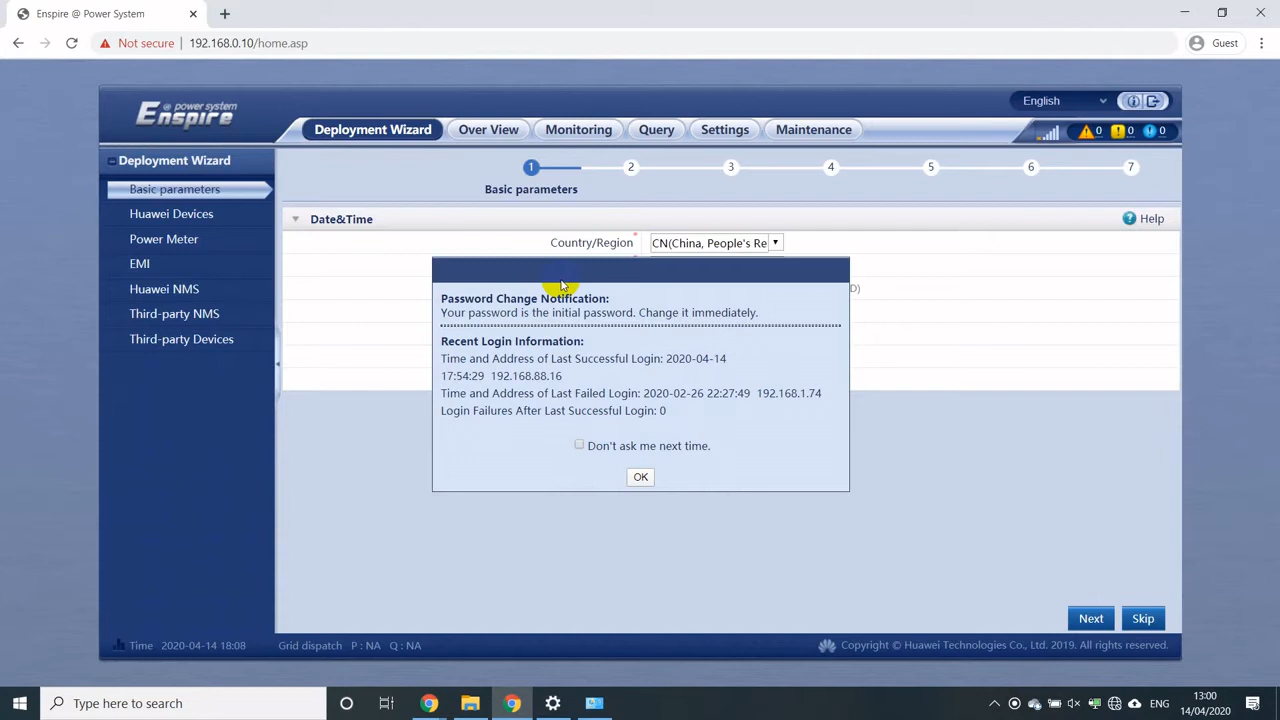 Enspire @ Power System
Not secure
192.168.0.10/home.asp
Guest
@ power system
Enspire
English
Deployment Wizard
Over View
Monitoring
Query
Settings
Maintenance
0
0
0
Deployment Wizard
Basic parameters
Huawei Devices
Power Meter
EMI
Huawei NMS
Third-party NMS
Third-party Devices
1
2
3
4
5
6
7
Basic parameters
Date&Time
Help
Country/Region
*
CN(China, People's Re
D)
Password Change Notification:
Your password is the initial password. Change it immediately.
Recent Login Information:
Time and Address of Last Successful Login: 2020-04-14
17:54:29 192.168.88.16
Time and Address of Last Failed Login: 2020-02-26 22:27:49 192.168.1.74
Login Failures After Last Successful Login: 0
Don't ask me next time.
OK
Next
Skip
Time 2020-04-14 18:08
Grid dispatch P : NA Q : NA
Copyright © Huawei Technologies Co., Ltd. 2019. All rights reserved.
Type here to search
ENG
13:00
14/04/2020